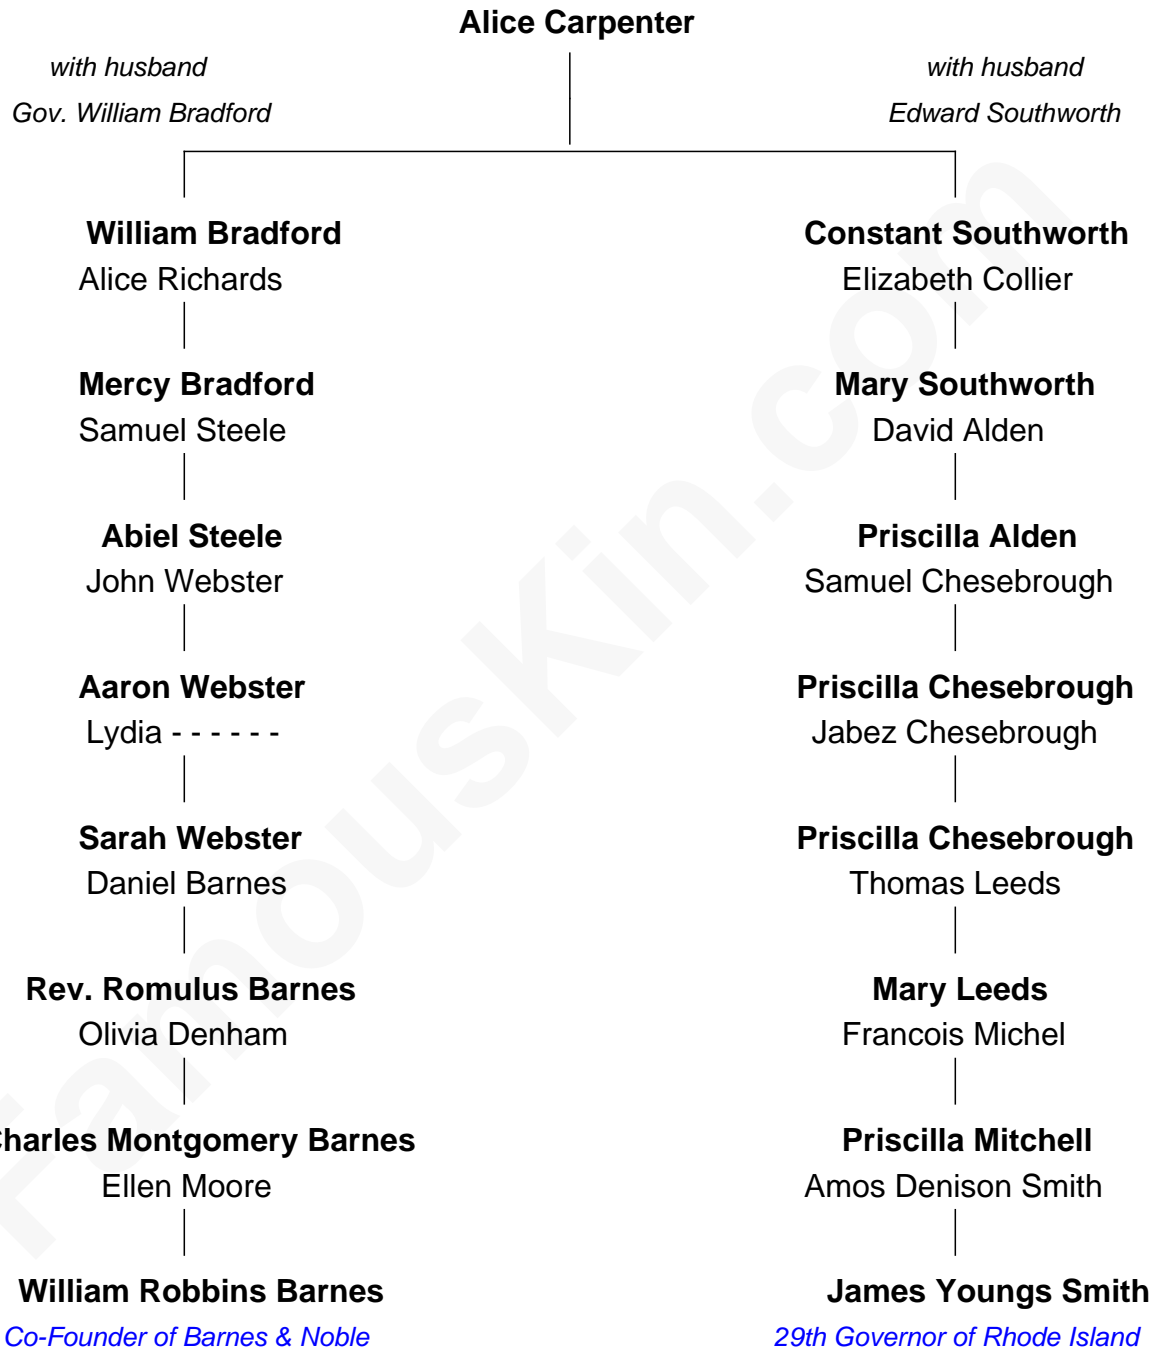 Alice Carpenter
with husband
Gov. William Bradford
with husband
Edward Southworth
William Bradford
Alice Richards
Constant Southworth
Elizabeth Collier
Mercy Bradford
Samuel Steele
Mary Southworth
David Alden
Abiel Steele
John Webster
Priscilla Alden
Samuel Chesebrough
Aaron Webster
Lydia - - - - - -
Priscilla Chesebrough
Jabez Chesebrough
Sarah Webster
Daniel Barnes
Priscilla Chesebrough
Thomas Leeds
Rev. Romulus Barnes
Olivia Denham
Mary Leeds
Francois Michel
Charles Montgomery Barnes
Ellen Moore
Priscilla Mitchell
Amos Denison Smith
William Robbins Barnes
Co-Founder of Barnes & Noble
James Youngs Smith
29th Governor of Rhode Island
FamousKin.com